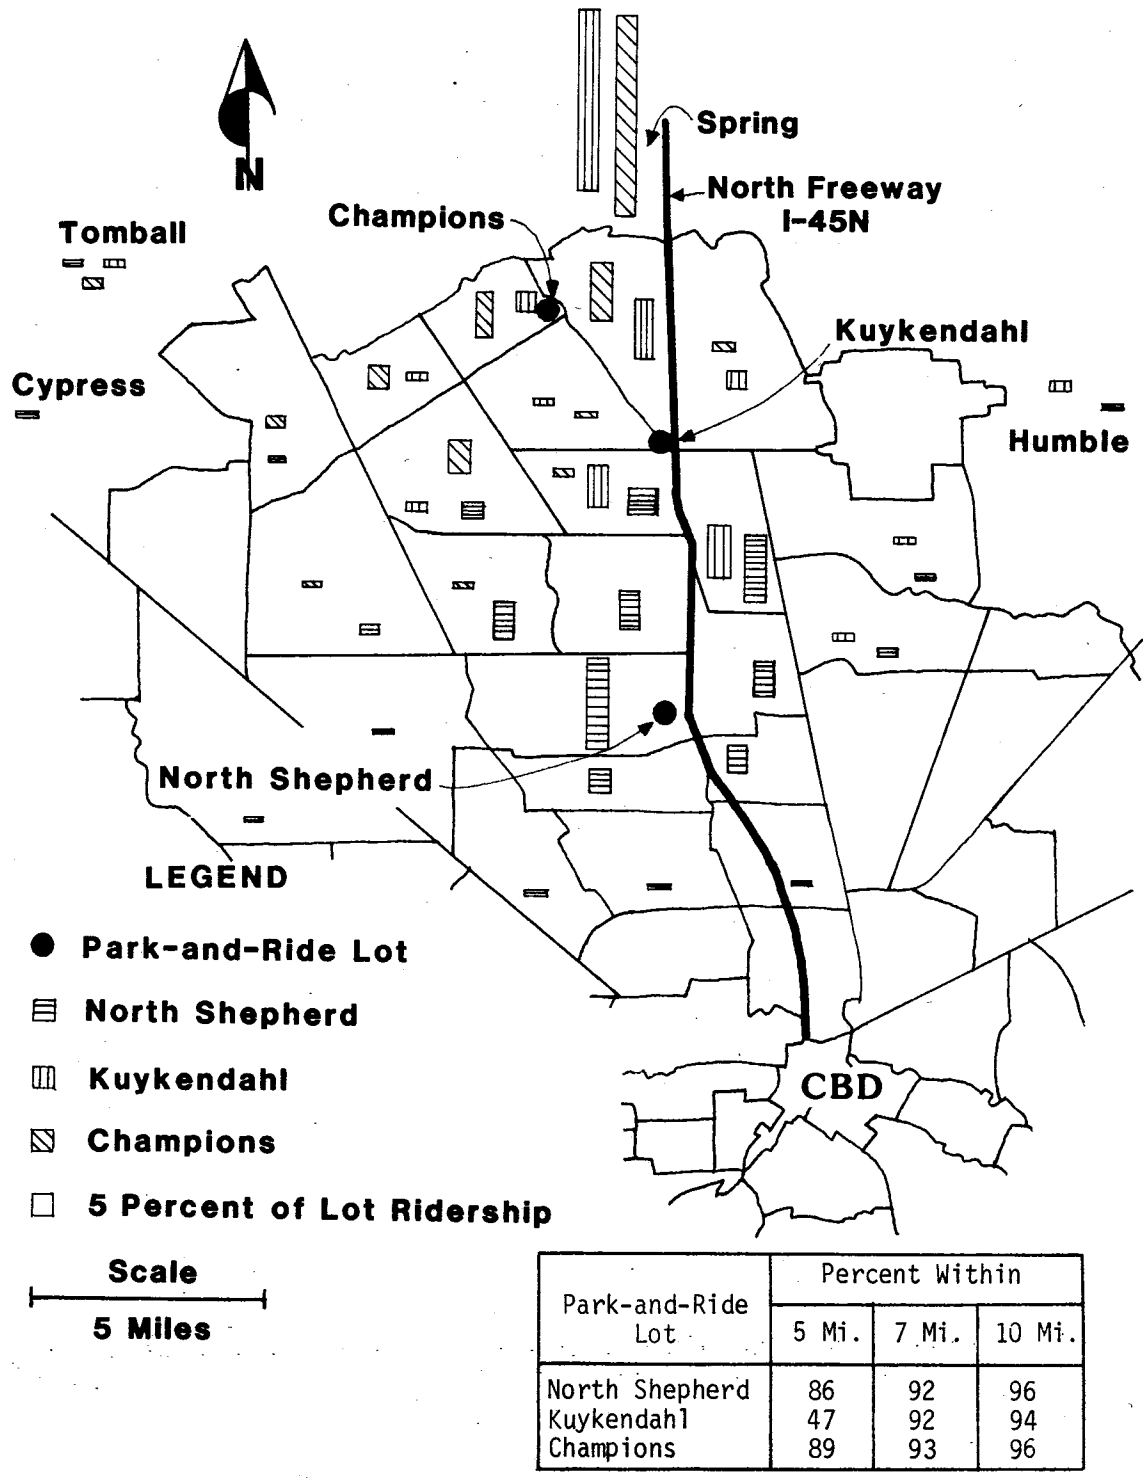 Spring
North Freeway
I-45N
Champions
Tomball
N
Kuykendahl
Cypress
Humble
North Shepherd
LEGEND
Park-and-Ride Lot
North Shepherd
Kuykendahl
Champions
5 Percent of Lot Ridership
CBD
Scale
5 Miles
Park-and-Ride
Lot
Percent Within
5 Mi. 7 Mi. 10 Mi.
North Shepherd 86 92 96
Kuykendahl 47 92 94
Champions 89 93 96